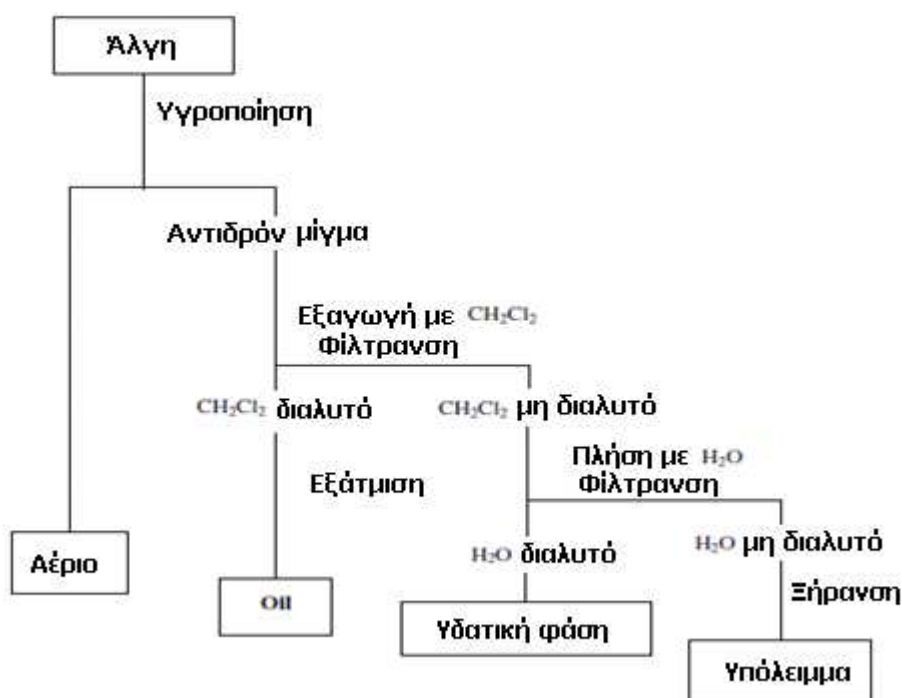 Άλγη
Υγροποίηση
Αντιδρόν μίγμα
Εξαγωγή με CH₂Cl₂
Φίλτρανση
CH₂Cl₂ διαλυτό
CH₂Cl₂ μη διαλυτό
Πλήση με H₂O
Φίλτρανση
Εξάτμιση
H₂O διαλυτό
H₂O μη διαλυτό
Αέριο
Ξήρανση
Oil
Υδατική φάση
Υπόλειμμα